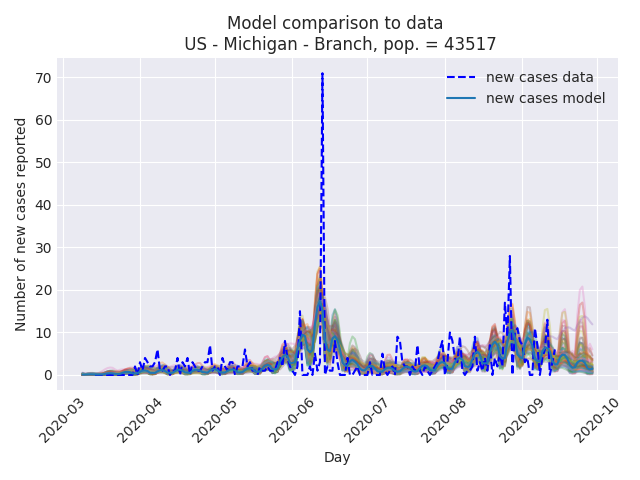 Model comparison to data
US - Michigan - Branch, pop. = 43517
new cases data
new cases model
Number of new cases reported
70
60
50
40
30
20
10
0
2020-03
2020-04
2020-05
2020-06
2020-07
2020-08
2020-09
2020-10
Day